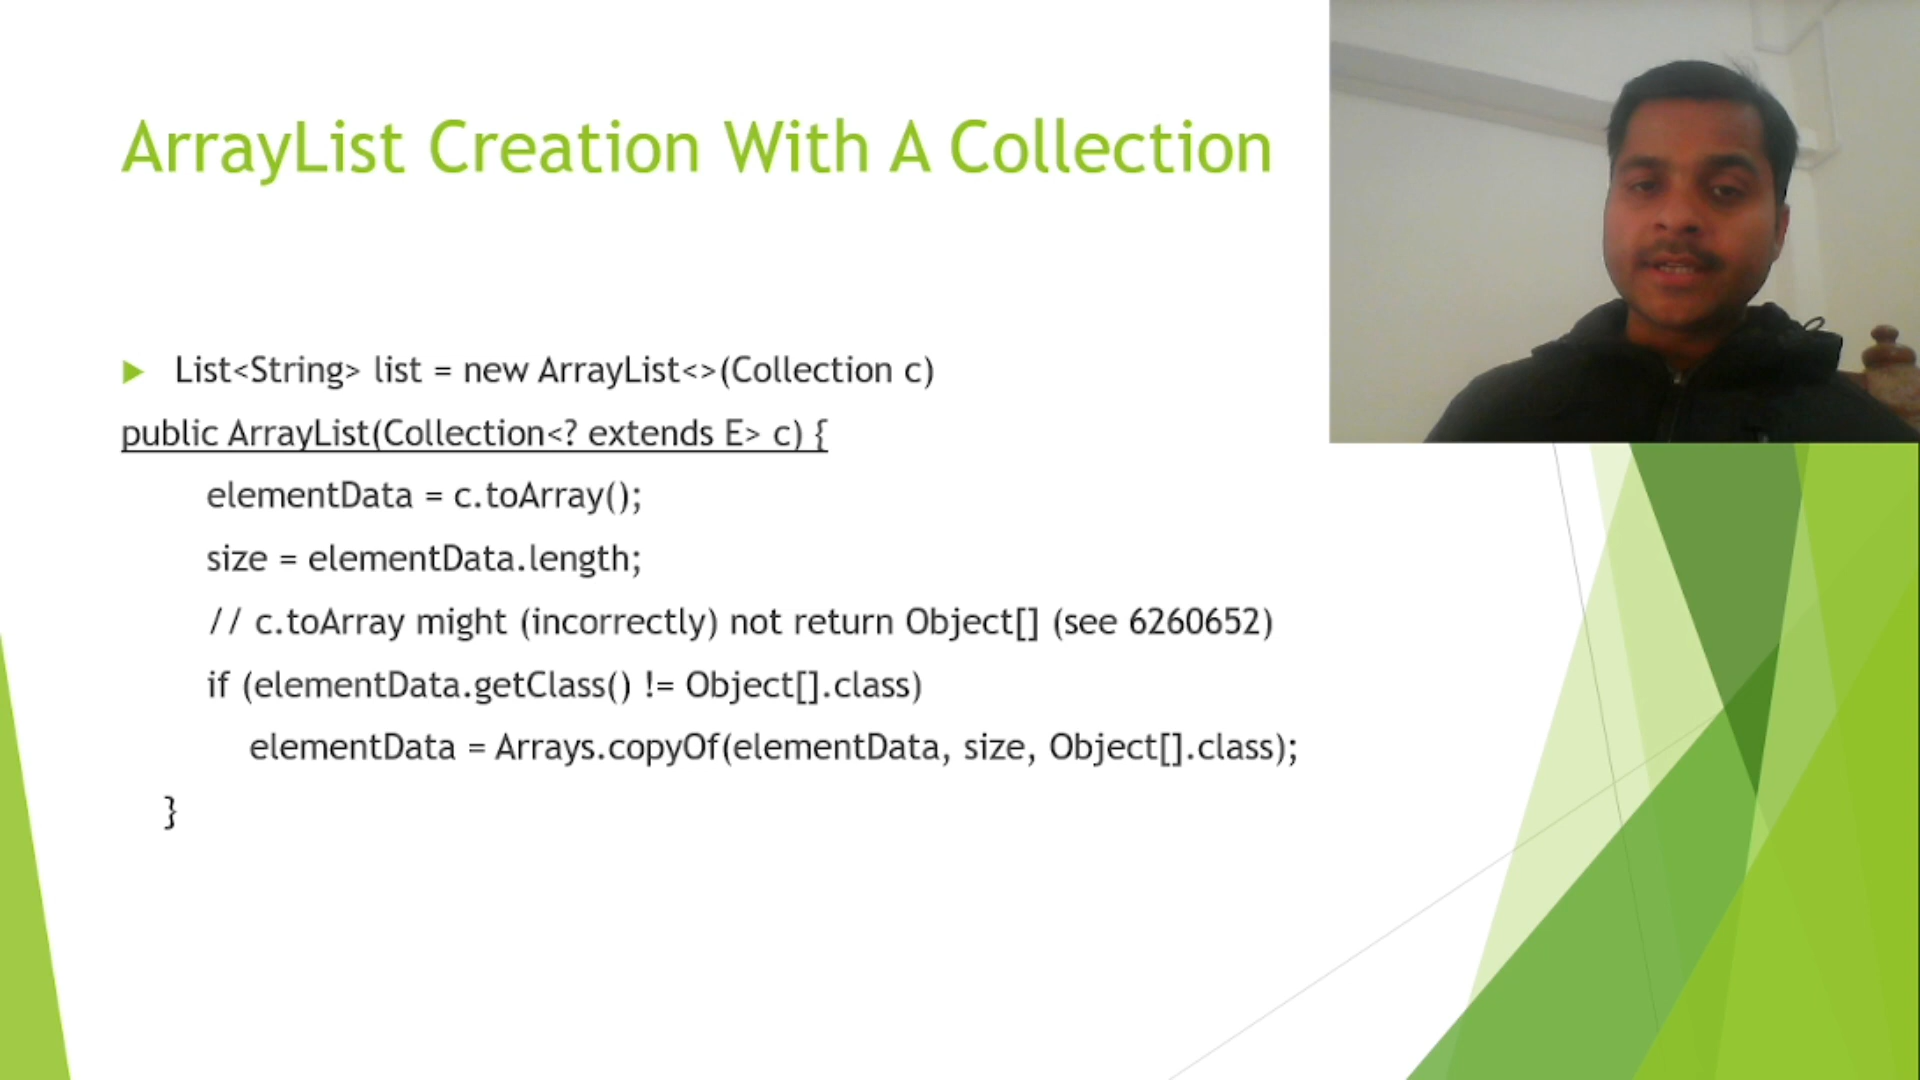 ArrayList Creation With A Collection
List<String> list = new ArrayList<>(Collection c)
public ArrayList(Collection<? extends E> c) {
elementData = c.toArray();
size = elementData.length;
// c.toArray might (incorrectly) not return Object[] (see 6260652)
if (elementData.getClass() != Object[].class)
elementData = Arrays.copyOf(elementData, size, Object[].class);
}